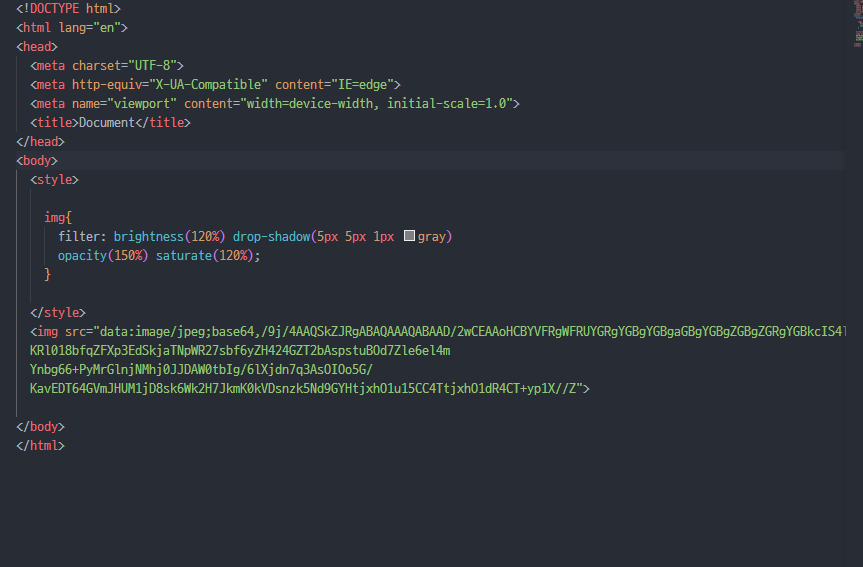 <!DOCTYPE html>
<html lang="en">
<head>
<meta charset="UTF-8">
<meta http-equiv="X-UA-Compatible" content="IE=edge">
<meta name="viewport" content="width=device-width, initial-scale=1.0">
<title>Document</title>
</head>
<body>
<style>
img{
filter: brightness(120%) drop-shadow(5px 5px 1px gray)
opacity(150%) saturate(120%);
}
</style>
<img src="data:image/jpeg;base64,/9j/4AAQSkZJRgABAQAAAQABAAD/2wCEAAoHCBYVFRgWFRUYGRgYGBgYGBgaGBgYGBgZGBgZGRgYGBkcIS4l
KRl018bfqZFXp3EdSkjaTNpWR27sbf6yZH424GZT2bAspstuBOd7Zle6el4m
Ynbg66+PyMrGlnjNMhj0JJDAW0tbIg/6lXjdn7q3AsOIOo5G/
KavEDT64GVmJHUM1jD8sk6Wk2H7JkmK0kVDsnzk5Nd9GYHtjxhO1u15CC4TtjxhO1dR4CT+yp1X//Z">
</body>
</html>